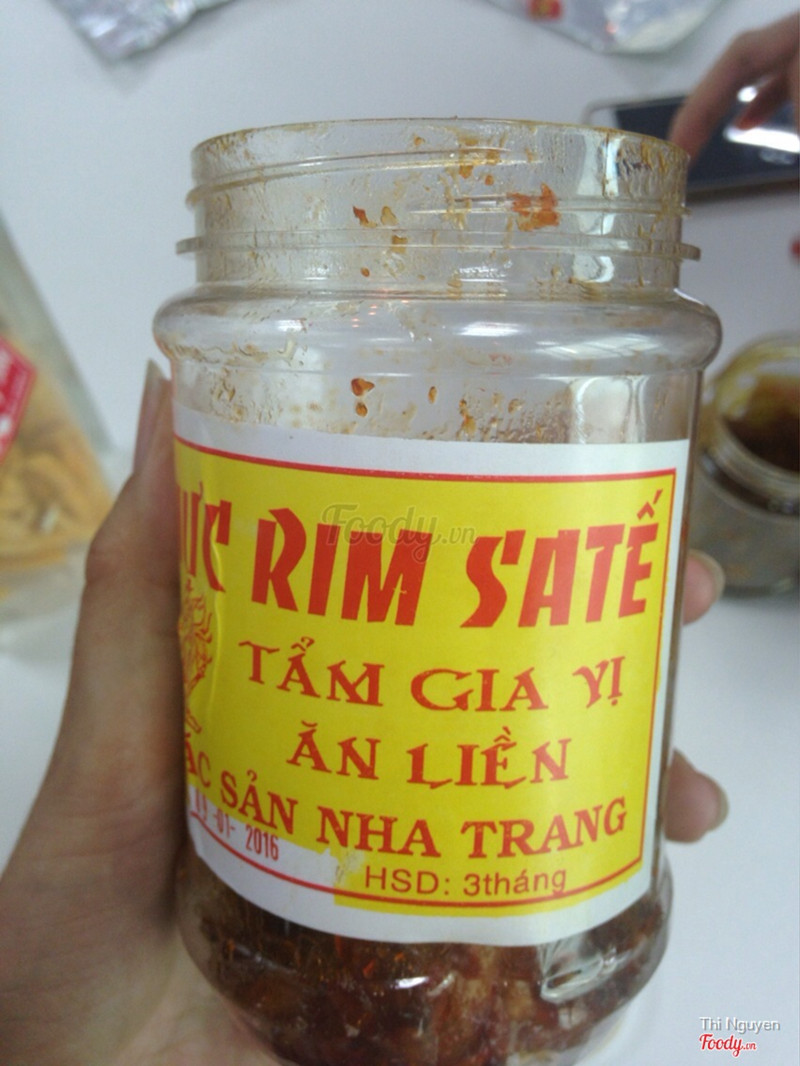 Foody.vn
ỰC RIM SATẾ
TẨM GIA VỊ
ĂN LIỀN
ẶC SẢN NHA TRANG
-01- 2016
HSD: 3tháng
Thi Nguyen
Foody.vn